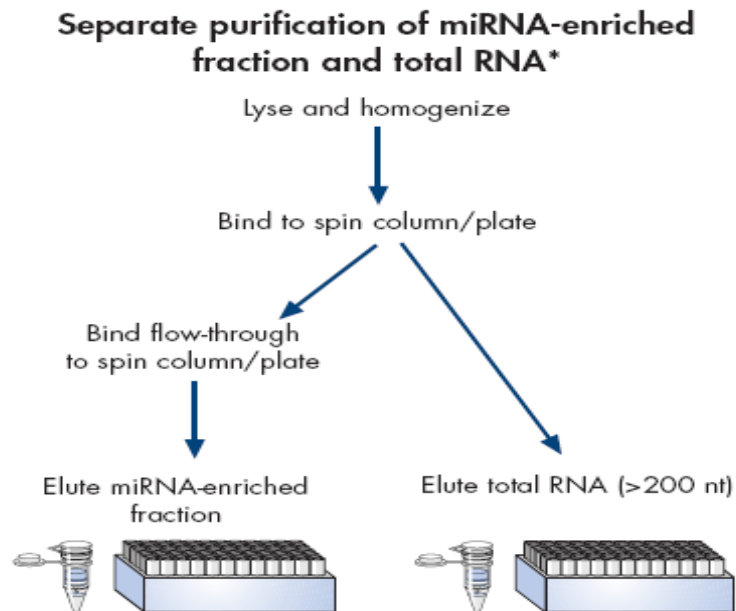 Separate purification of miRNA-enriched
fraction and total RNA*
Lyse and homogenize
Bind to spin column/plate
Bind flow-through
to spin column/plate
Elute miRNA-enriched
fraction
Elute total RNA (>200 nt)